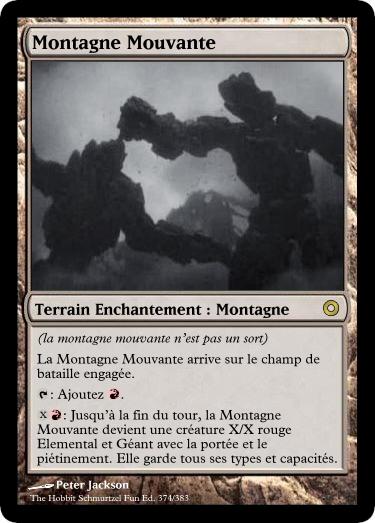 Montagne Mouvante
Terrain Enchantement : Montagne
(la montagne mouvante n'est pas un sort)
La Montagne Mouvante arrive sur le champ de
bataille engagée.
: Ajoutez .
X : Jusqu'à la fin du tour, la Montagne
Mouvante devient une créature X/X rouge
Elemental et Géant avec la portée et le
piétinement. Elle garde tous ses types et capacités.
Peter Jackson
The Hobbit Schmurtzel Fun Ed. 374/383